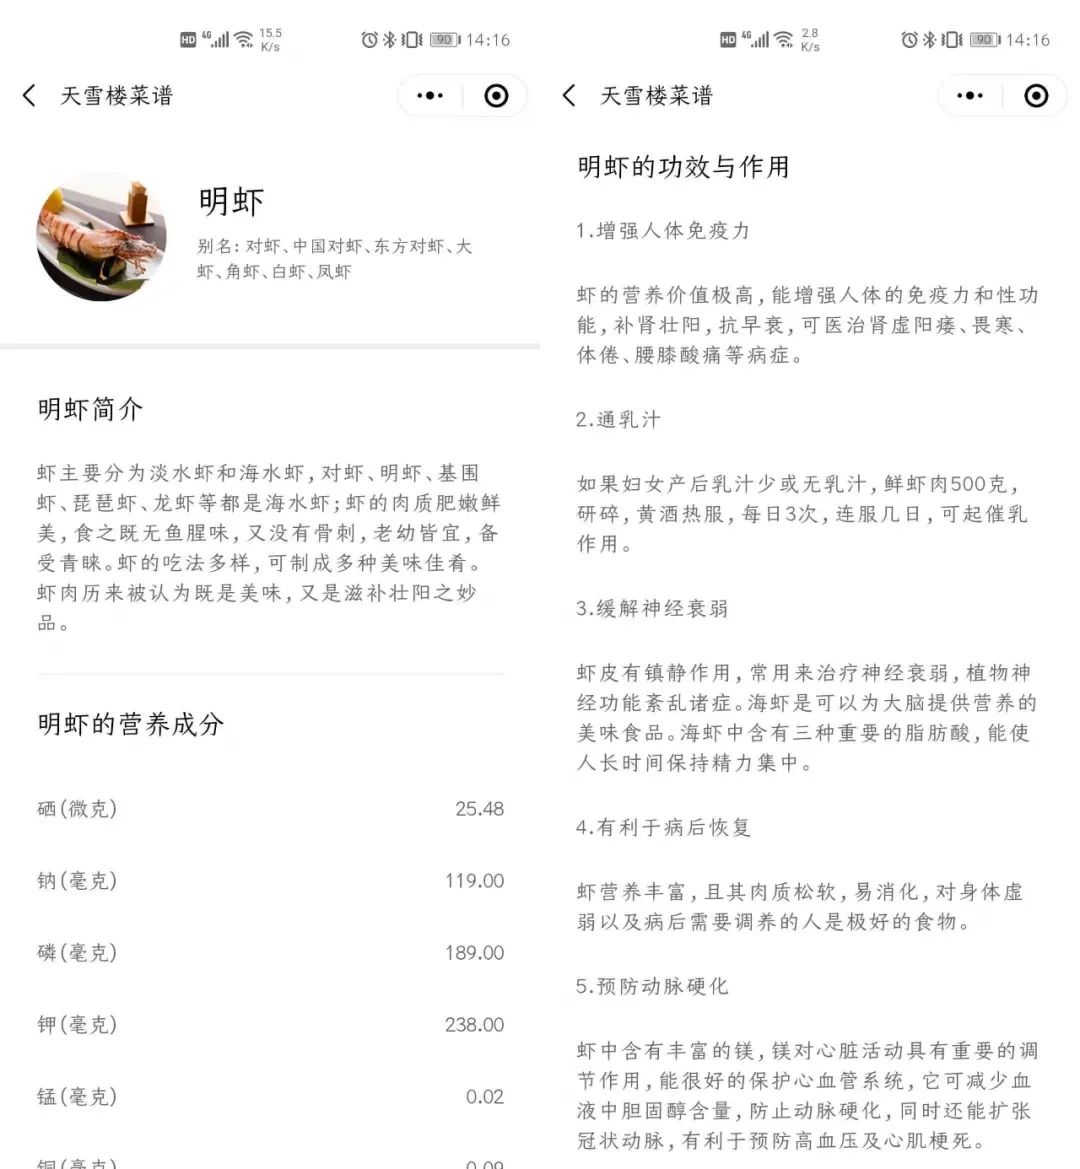 HD 4G 15.5 K/s 90 14:16
天雪楼菜谱
明虾
别名: 对虾、中国对虾、东方对虾、大
虾、角虾、白虾、凤虾
明虾简介
虾主要分为淡水虾和海水虾,对虾、明虾、基围
虾、琵琶虾、龙虾等都是海水虾;虾的肉质肥嫩鲜
美,食之既无鱼腥味,又没有骨刺,老幼皆宜,备
受青睐。虾的吃法多样,可制成多种美味佳肴。
虾肉历来被认为既是美味,又是滋补壮阳之妙
品。
明虾的营养成分
硒(微克) 25.48
钠(毫克) 119.00
磷(毫克) 189.00
钾(毫克) 238.00
锰(毫克) 0.02
铜(毫克) 0.09
HD 4G 2.8 K/s 90 14:16
天雪楼菜谱
明虾的功效与作用
1.增强人体免疫力
虾的营养价值极高,能增强人体的免疫力和性功
能,补肾壮阳,抗早衰,可医治肾虚阳痿、畏寒、
体倦、腰膝酸痛等病症。
2.通乳汁
如果妇女产后乳汁少或无乳汁,鲜虾肉500克,
研碎,黄酒热服,每日3次,连服几日,可起催乳
作用。
3.缓解神经衰弱
虾皮有镇静作用,常用来治疗神经衰弱,植物神
经功能紊乱诸症。海虾是可以为大脑提供营养的
美味食品。海虾中含有三种重要的脂肪酸,能使
人长时间保持精力集中。
4.有利于病后恢复
虾营养丰富,且其肉质松软,易消化,对身体虚
弱以及病后需要调养的人是极好的食物。
5.预防动脉硬化
虾中含有丰富的镁,镁对心脏活动具有重要的调
节作用,能很好的保护心血管系统,它可减少血
液中胆固醇含量,防止动脉硬化,同时还能扩张
冠状动脉,有利于预防高血压及心肌梗死。